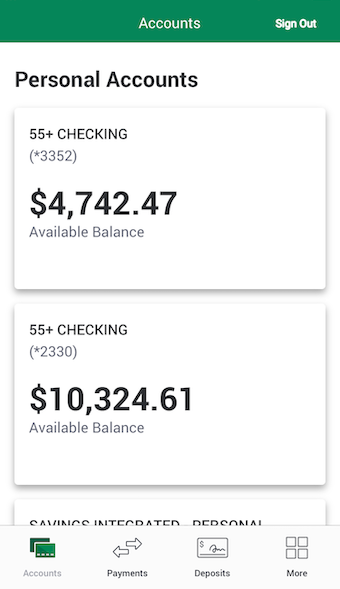 Accounts
Sign Out
Personal Accounts
55+ CHECKING
(*3352)
$4,742.47
Available Balance
55+ CHECKING
(*2330)
$10,324.61
Available Balance
SAVINGS INTEGRATED - PERSONAL
Accounts
Payments
Deposits
More